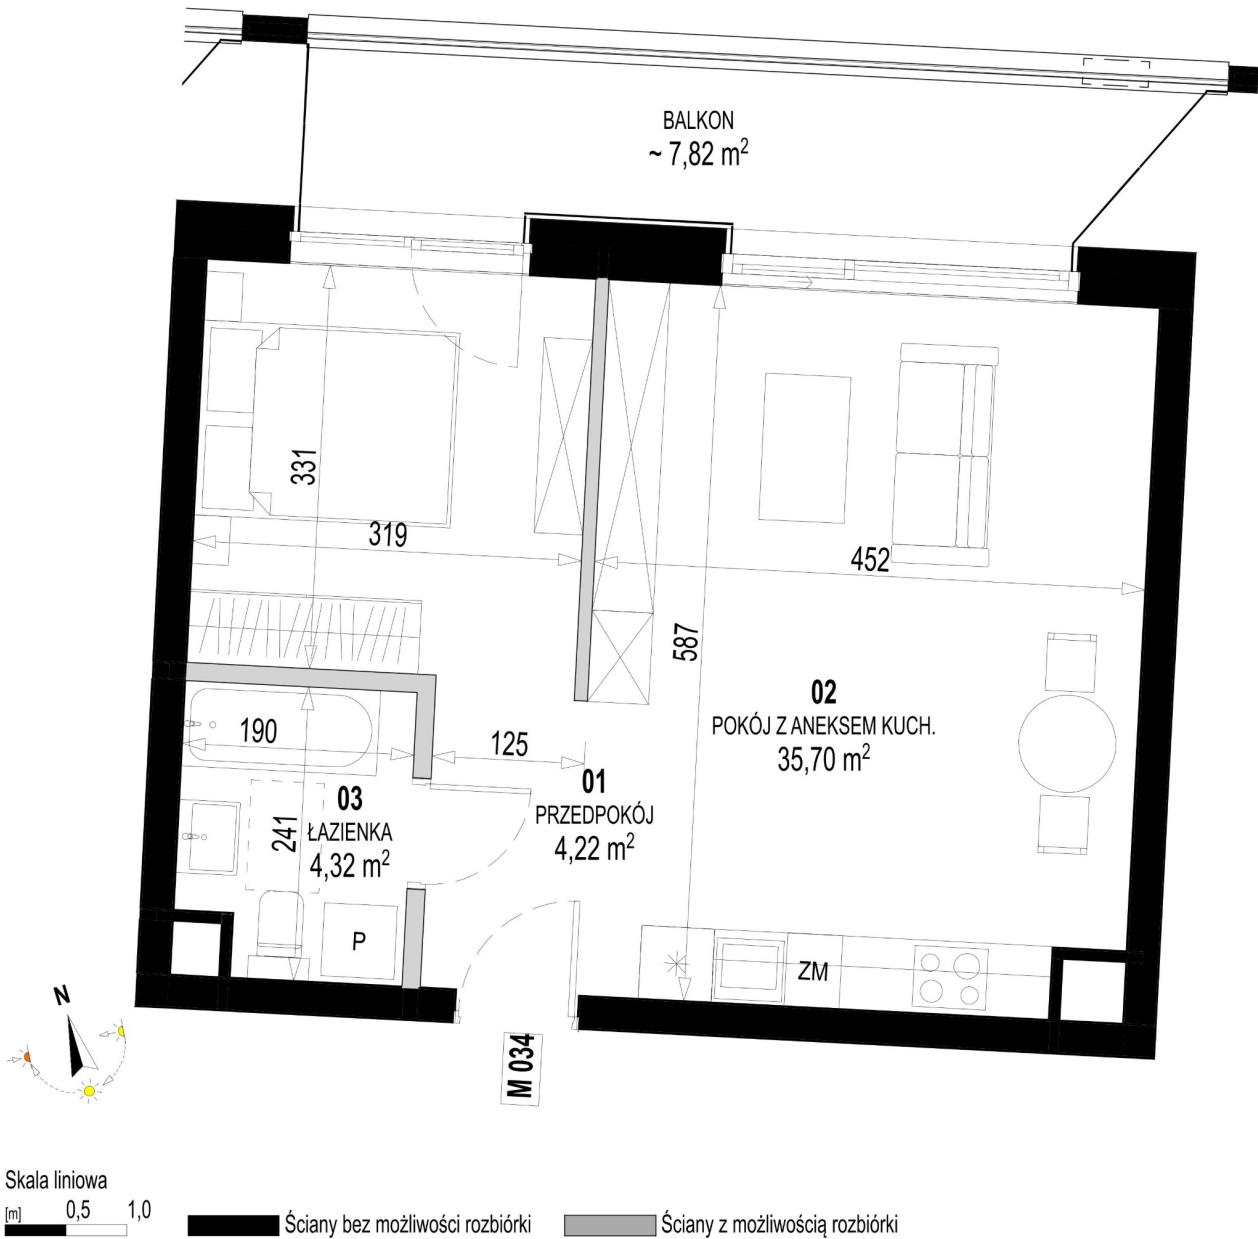 BALKON
~ 7,82 m²
331
319
452
587
02
POKÓJ Z ANEKSEM KUCH.
35,70 m²
190
125
01
PRZEDPOKÓJ
4,22 m²
03
ŁAZIENKA
4,32 m²
241
P
ZM
N
M 034
Skala liniowa
[m] 0,5 1,0
Ściany bez możliwości rozbiórki
Ściany z możliwością rozbiórki